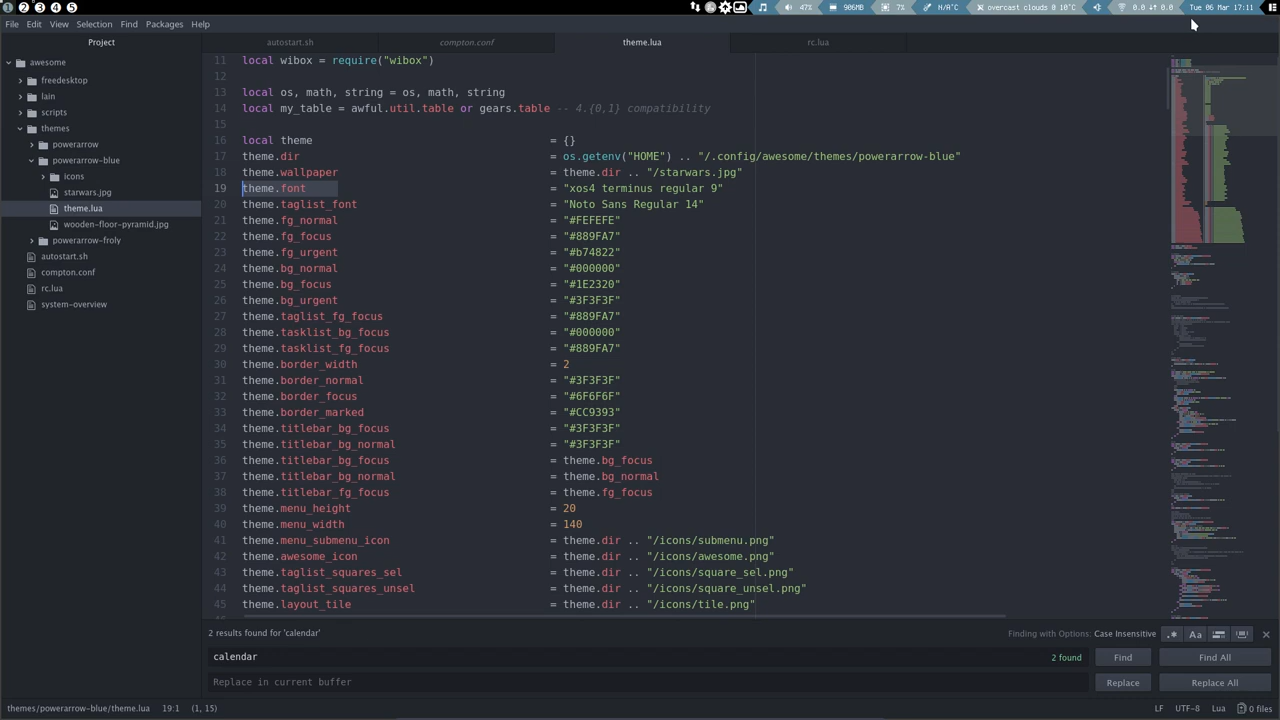 1 2 3 4 5
47% 906MB 7% N/A°C overcast clouds @ 10°C 0.0 ↓↑ 0.0 Tue 06 Mar 17:11
File Edit View Selection Find Packages Help
Project autostart.sh compton.conf theme.lua rc.lua
awesome
freedesktop
lain
scripts
themes
powerarrow
powerarrow-blue
icons
starwars.jpg
theme.lua
wooden-floor-pyramid.jpg
powerarrow-froly
autostart.sh
compton.conf
rc.lua
system-overview
11 local wibox = require("wibox")
12
13 local os, math, string = os, math, string
14 local my_table = awful.util.table or gears.table -- 4.{0,1} compatibility
15
16 local theme = {}
17 theme.dir = os.getenv("HOME") .. "/.config/awesome/themes/powerarrow-blue"
18 theme.wallpaper = theme.dir .. "/starwars.jpg"
19 theme.font = "xos4 terminus regular 9"
20 theme.taglist_font = "Noto Sans Regular 14"
21 theme.fg_normal = "#FEFEFE"
22 theme.fg_focus = "#889FA7"
23 theme.fg_urgent = "#b74822"
24 theme.bg_normal = "#000000"
25 theme.bg_focus = "#1E2320"
26 theme.bg_urgent = "#3F3F3F"
27 theme.taglist_fg_focus = "#889FA7"
28 theme.tasklist_bg_focus = "#000000"
29 theme.tasklist_fg_focus = "#889FA7"
30 theme.border_width = 2
31 theme.border_normal = "#3F3F3F"
32 theme.border_focus = "#6F6F6F"
33 theme.border_marked = "#CC9393"
34 theme.titlebar_bg_focus = "#3F3F3F"
35 theme.titlebar_bg_normal = "#3F3F3F"
36 theme.titlebar_bg_focus = theme.bg_focus
37 theme.titlebar_bg_normal = theme.bg_normal
38 theme.titlebar_fg_focus = theme.fg_focus
39 theme.menu_height = 20
40 theme.menu_width = 140
41 theme.menu_submenu_icon = theme.dir .. "/icons/submenu.png"
42 theme.awesome_icon = theme.dir .. "/icons/awesome.png"
43 theme.taglist_squares_sel = theme.dir .. "/icons/square_sel.png"
44 theme.taglist_squares_unsel = theme.dir .. "/icons/square_unsel.png"
45 theme.layout_tile = theme.dir .. "/icons/tile.png"
2 results found for 'calendar' Finding with Options: Case Insensitive .* Aa
calendar 2 found Find Find All
Replace in current buffer Replace Replace All
themes/powerarrow-blue/theme.lua 19:1 (1, 15) LF UTF-8 Lua 0 files